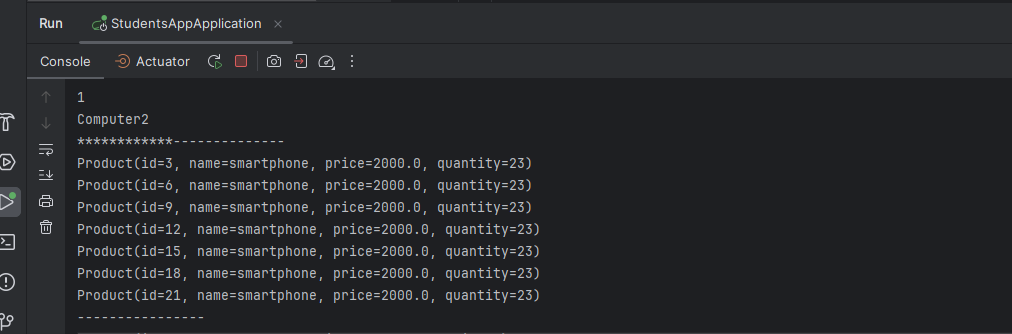 Run StudentsAppApplication
Console Actuator
1
Computer2
************--------------
Product(id=3, name=smartphone, price=2000.0, quantity=23)
Product(id=6, name=smartphone, price=2000.0, quantity=23)
Product(id=9, name=smartphone, price=2000.0, quantity=23)
Product(id=12, name=smartphone, price=2000.0, quantity=23)
Product(id=15, name=smartphone, price=2000.0, quantity=23)
Product(id=18, name=smartphone, price=2000.0, quantity=23)
Product(id=21, name=smartphone, price=2000.0, quantity=23)
----------------